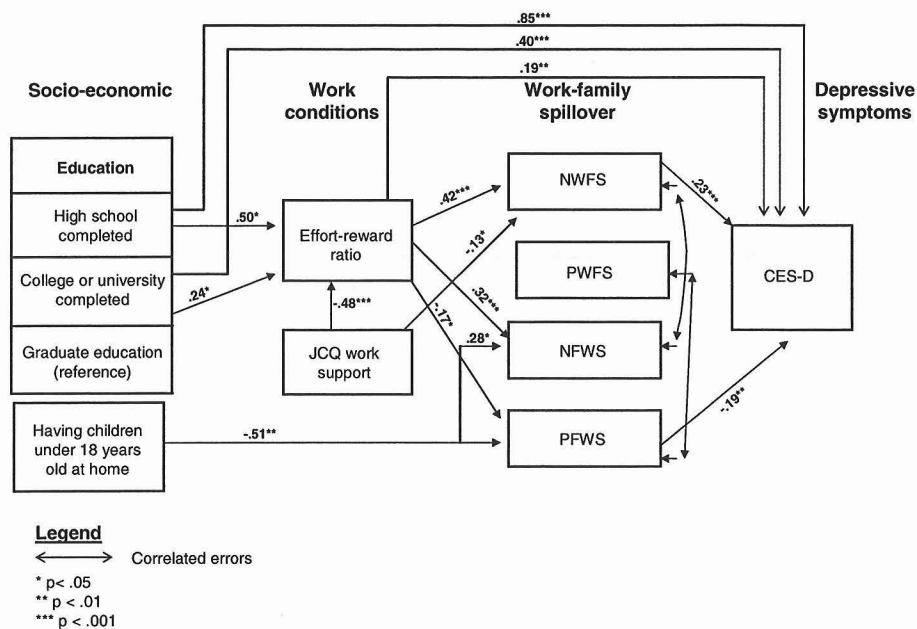 .85***
.40***
.19**
Socio-economic
Work
conditions
Work-family
spillover
Depressive
symptoms
Education
High school
completed
College or university
completed
Graduate education
(reference)
Having children
under 18 years
old at home
.50*
.24*
Effort-reward
ratio
-.48***
JCQ work
support
.42***
-.13*
.32***
-.17*
.28*
-.51**
NWFS
PWFS
NFWS
PFWS
.23***
-.19**
CES-D
Legend
Correlated errors
* p< .05
** p < .01
*** p < .001